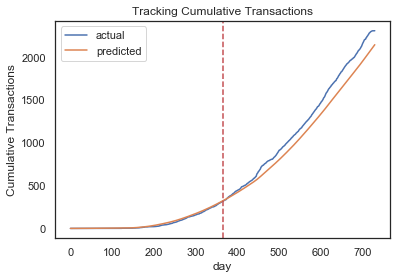 Tracking Cumulative Transactions
actual
predicted
Cumulative Transactions
2000
1500
1000
500
0
0 100 200 300 400 500 600 700
day